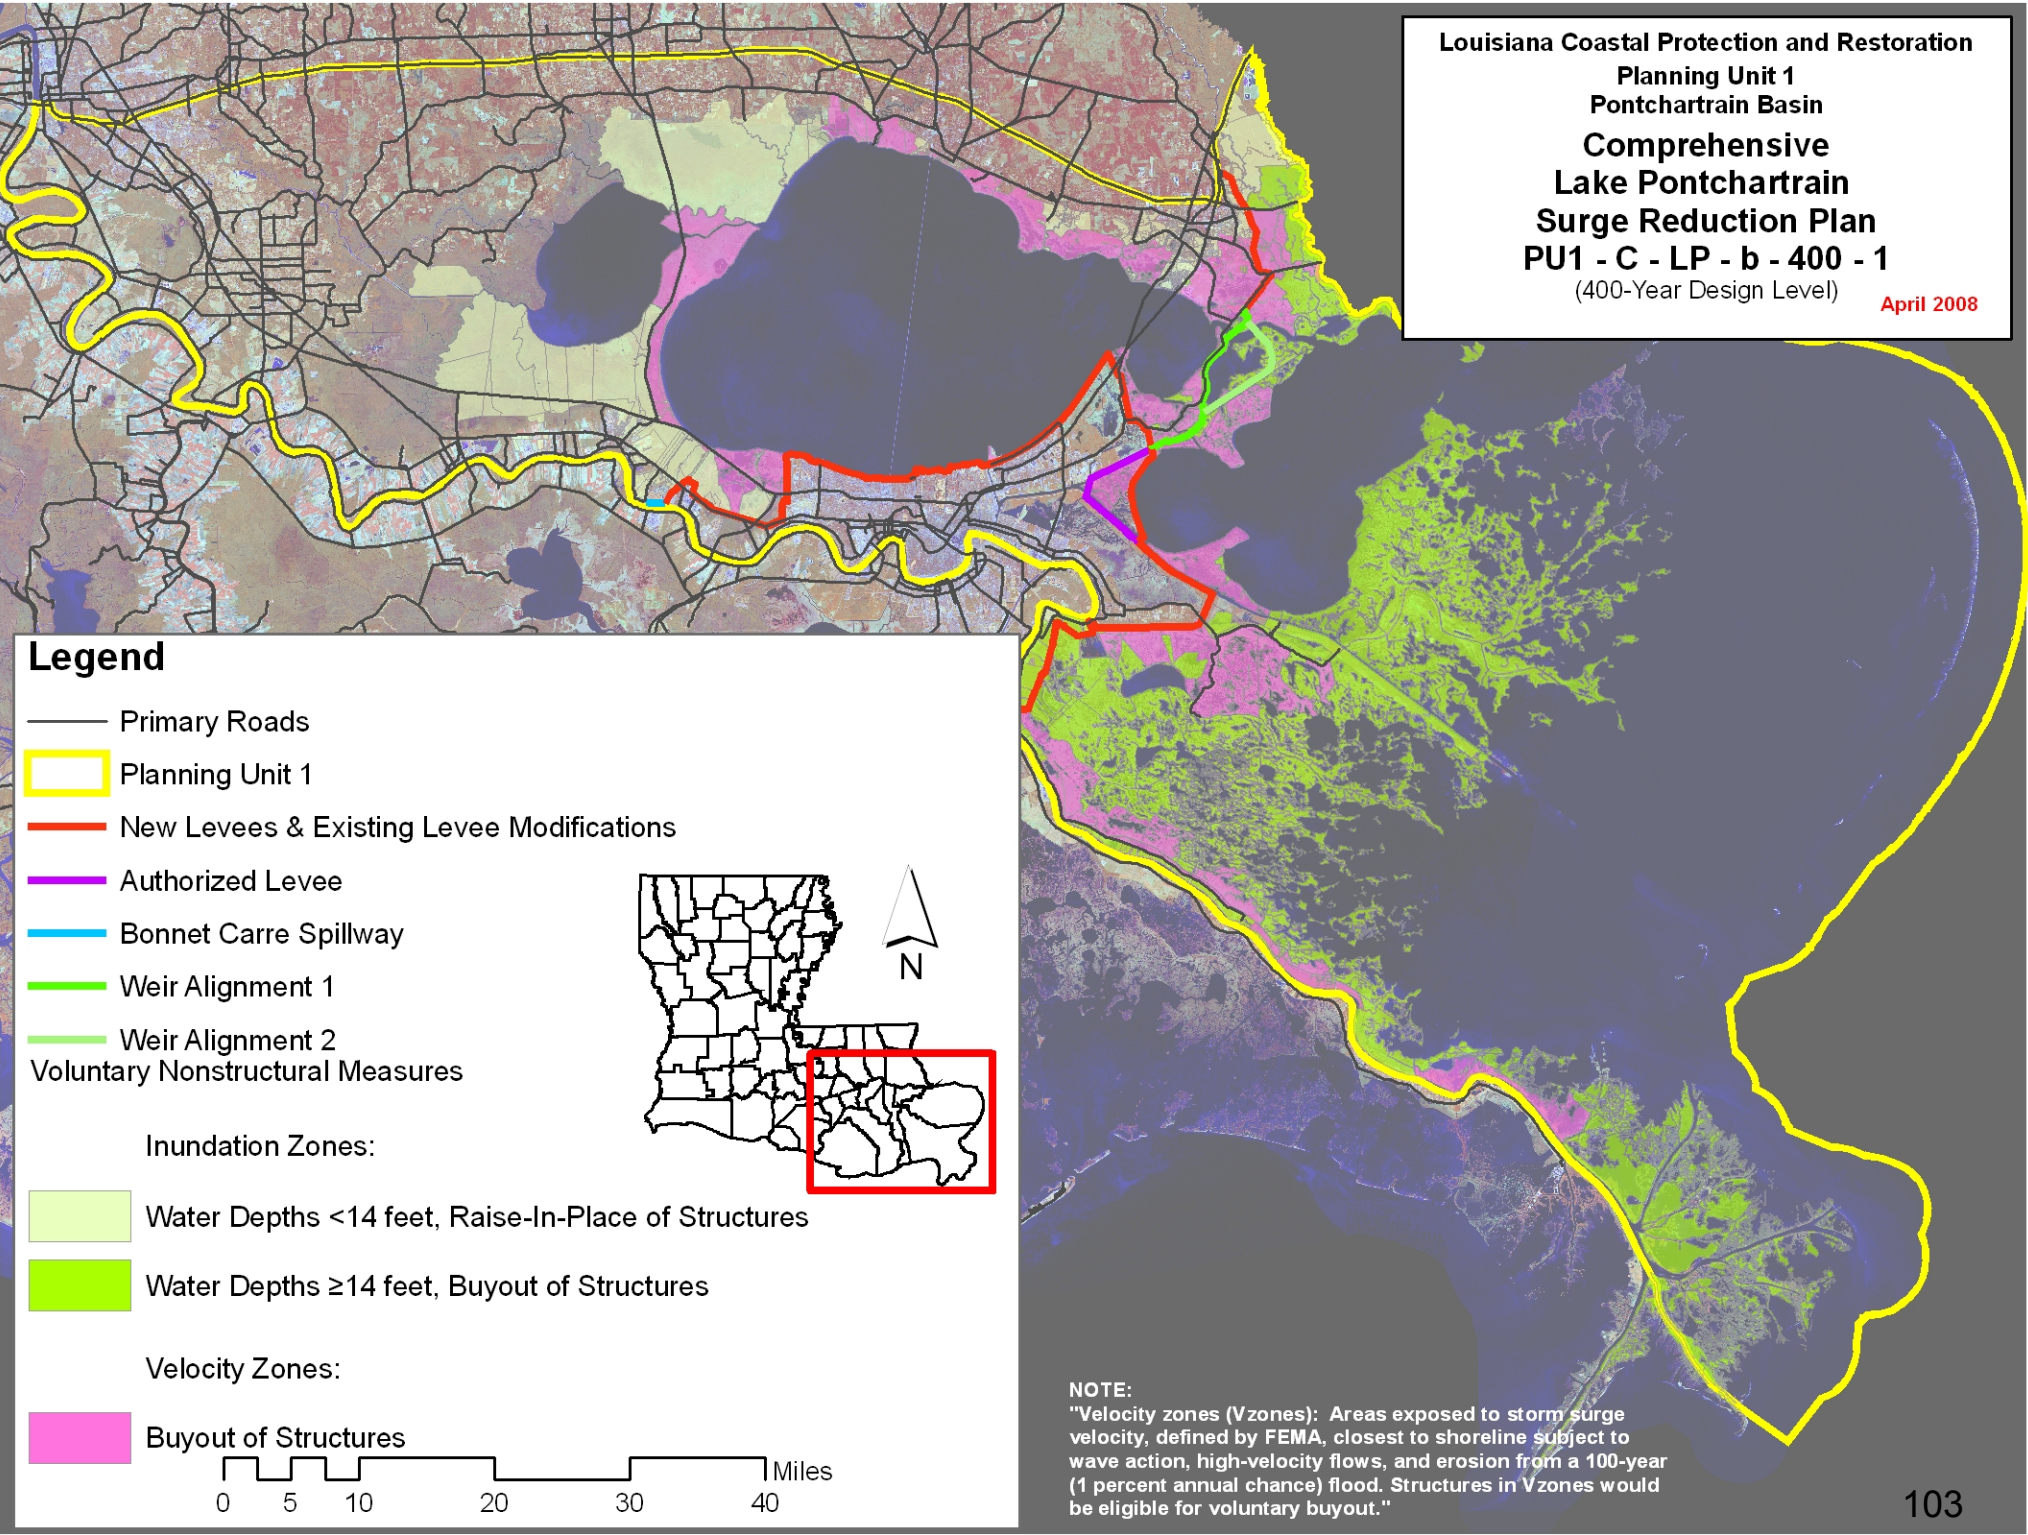 Louisiana Coastal Protection and Restoration
Planning Unit 1
Pontchartrain Basin
Comprehensive
Lake Pontchartrain
Surge Reduction Plan
PU1 - C - LP - b - 400 - 1
(400-Year Design Level)
April 2008
Legend
Primary Roads
Planning Unit 1
New Levees & Existing Levee Modifications
Authorized Levee
Bonnet Carre Spillway
Weir Alignment 1
Weir Alignment 2
Voluntary Nonstructural Measures
Inundation Zones:
Water Depths <14 feet, Raise-In-Place of Structures
Water Depths ≥14 feet, Buyout of Structures
Velocity Zones:
Buyout of Structures
N
Miles
0 5 10 20 30 40
NOTE:
"Velocity zones (Vzones): Areas exposed to storm surge
velocity, defined by FEMA, closest to shoreline subject to
wave action, high-velocity flows, and erosion from a 100-year
(1 percent annual chance) flood. Structures in Vzones would
be eligible for voluntary buyout."
103